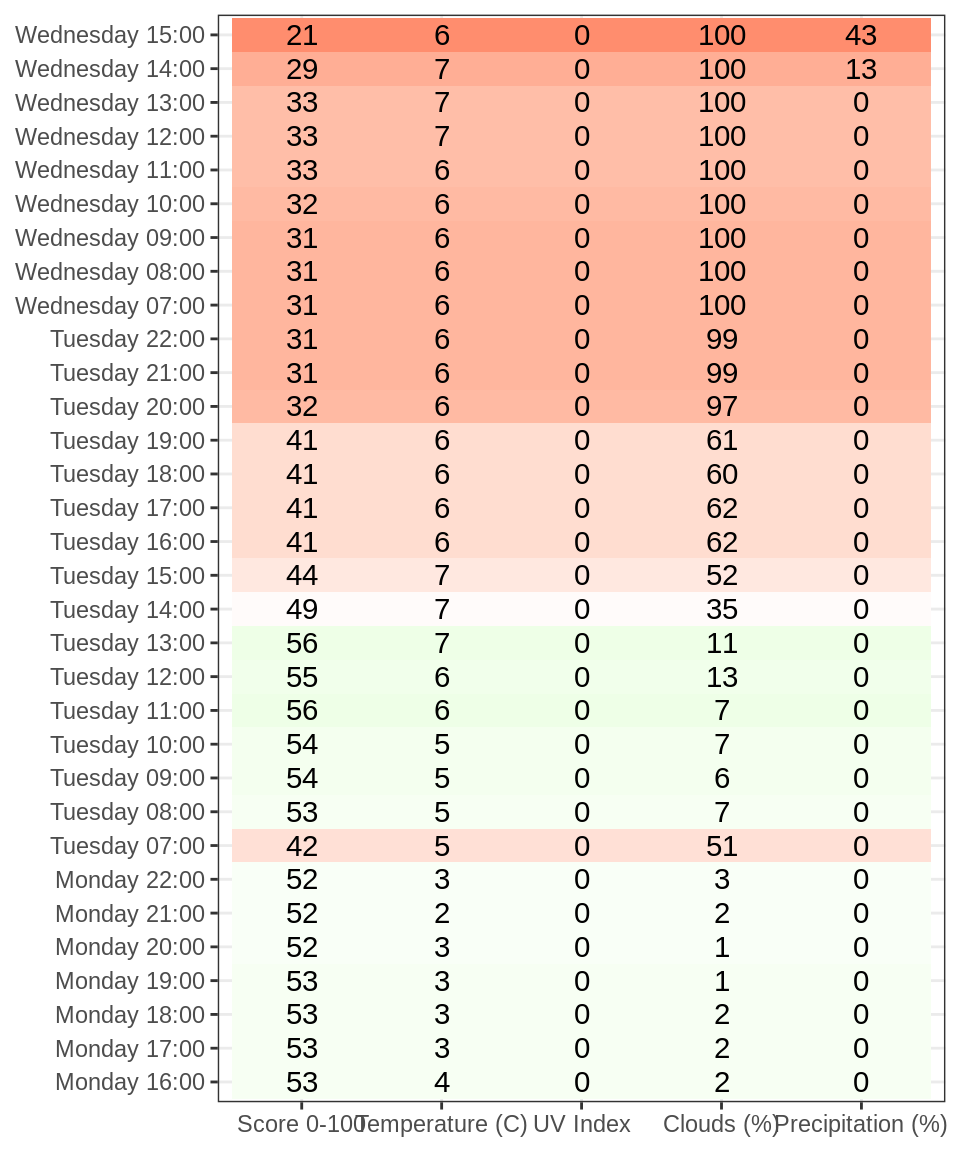 Wednesday 15:00 21 6 0 100 43
Wednesday 14:00 29 7 0 100 13
Wednesday 13:00 33 7 0 100 0
Wednesday 12:00 33 7 0 100 0
Wednesday 11:00 33 6 0 100 0
Wednesday 10:00 32 6 0 100 0
Wednesday 09:00 31 6 0 100 0
Wednesday 08:00 31 6 0 100 0
Wednesday 07:00 31 6 0 100 0
Tuesday 22:00 31 6 0 99 0
Tuesday 21:00 31 6 0 99 0
Tuesday 20:00 32 6 0 97 0
Tuesday 19:00 41 6 0 61 0
Tuesday 18:00 41 6 0 60 0
Tuesday 17:00 41 6 0 62 0
Tuesday 16:00 41 6 0 62 0
Tuesday 15:00 44 7 0 52 0
Tuesday 14:00 49 7 0 35 0
Tuesday 13:00 56 7 0 11 0
Tuesday 12:00 55 6 0 13 0
Tuesday 11:00 56 6 0 7 0
Tuesday 10:00 54 5 0 7 0
Tuesday 09:00 54 5 0 6 0
Tuesday 08:00 53 5 0 7 0
Tuesday 07:00 42 5 0 51 0
Monday 22:00 52 3 0 3 0
Monday 21:00 52 2 0 2 0
Monday 20:00 52 3 0 1 0
Monday 19:00 53 3 0 1 0
Monday 18:00 53 3 0 2 0
Monday 17:00 53 3 0 2 0
Monday 16:00 53 4 0 2 0
Score 0-100 Temperature (C) UV Index Clouds (%) Precipitation (%)